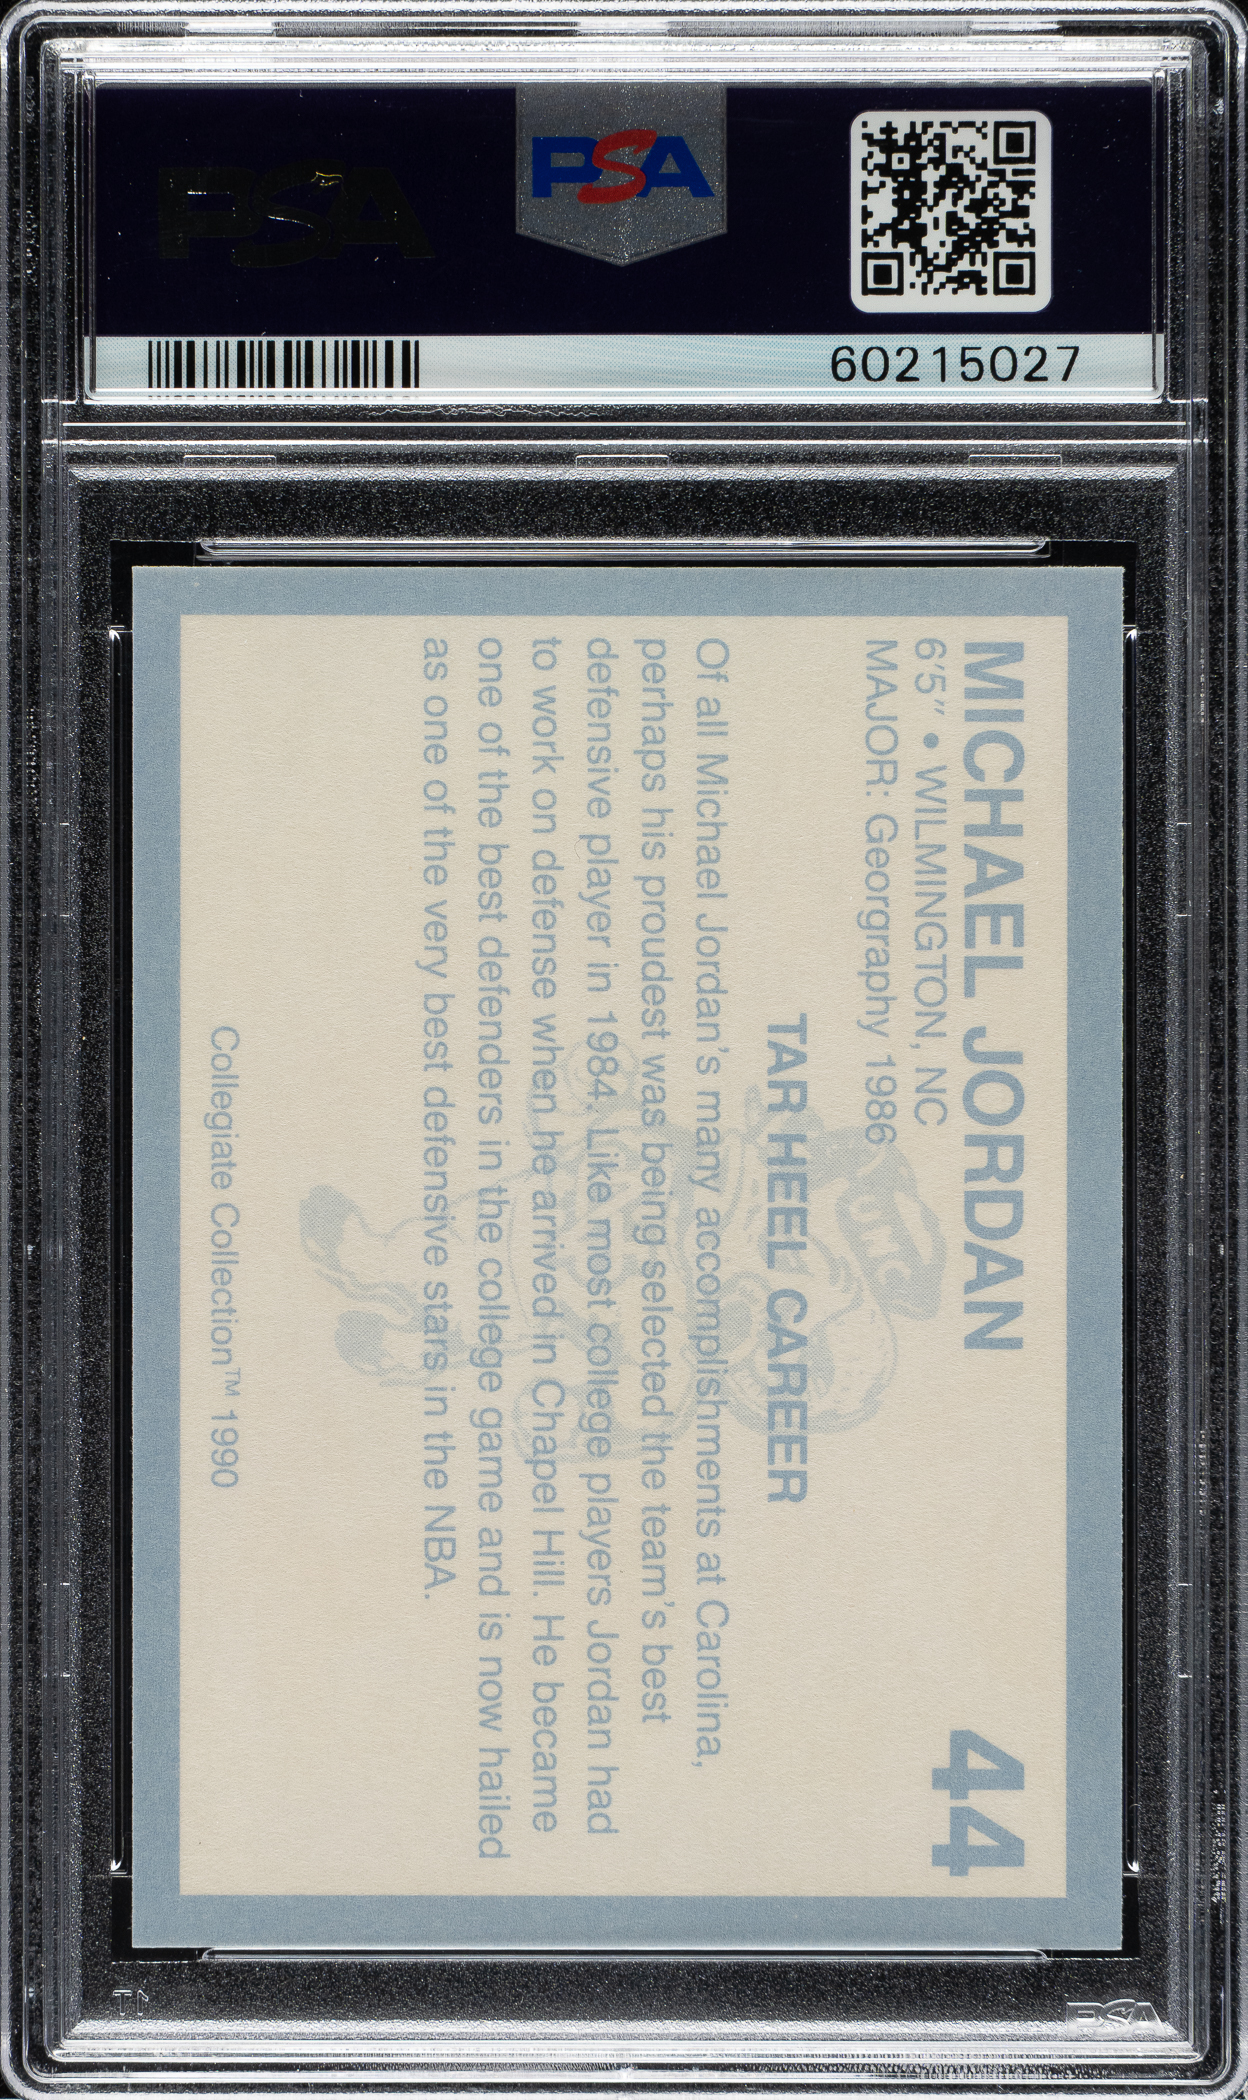 PSA
PSA
60215027
MICHAEL JORDAN
44
6'5" • WILMINGTON, NC
MAJOR: Georgraphy 1986
UNC
TAR HEEL CAREER
Of all Michael Jordan's many accomplishments at Carolina,
perhaps his proudest was being selected the team's best
defensive player in 1984. Like most college players Jordan had
to work on defense when he arrived in Chapel Hill. He became
one of the best defenders in the college game and is now hailed
as one of the very best defensive stars in the NBA.
Collegiate Collection™ 1990
PSA